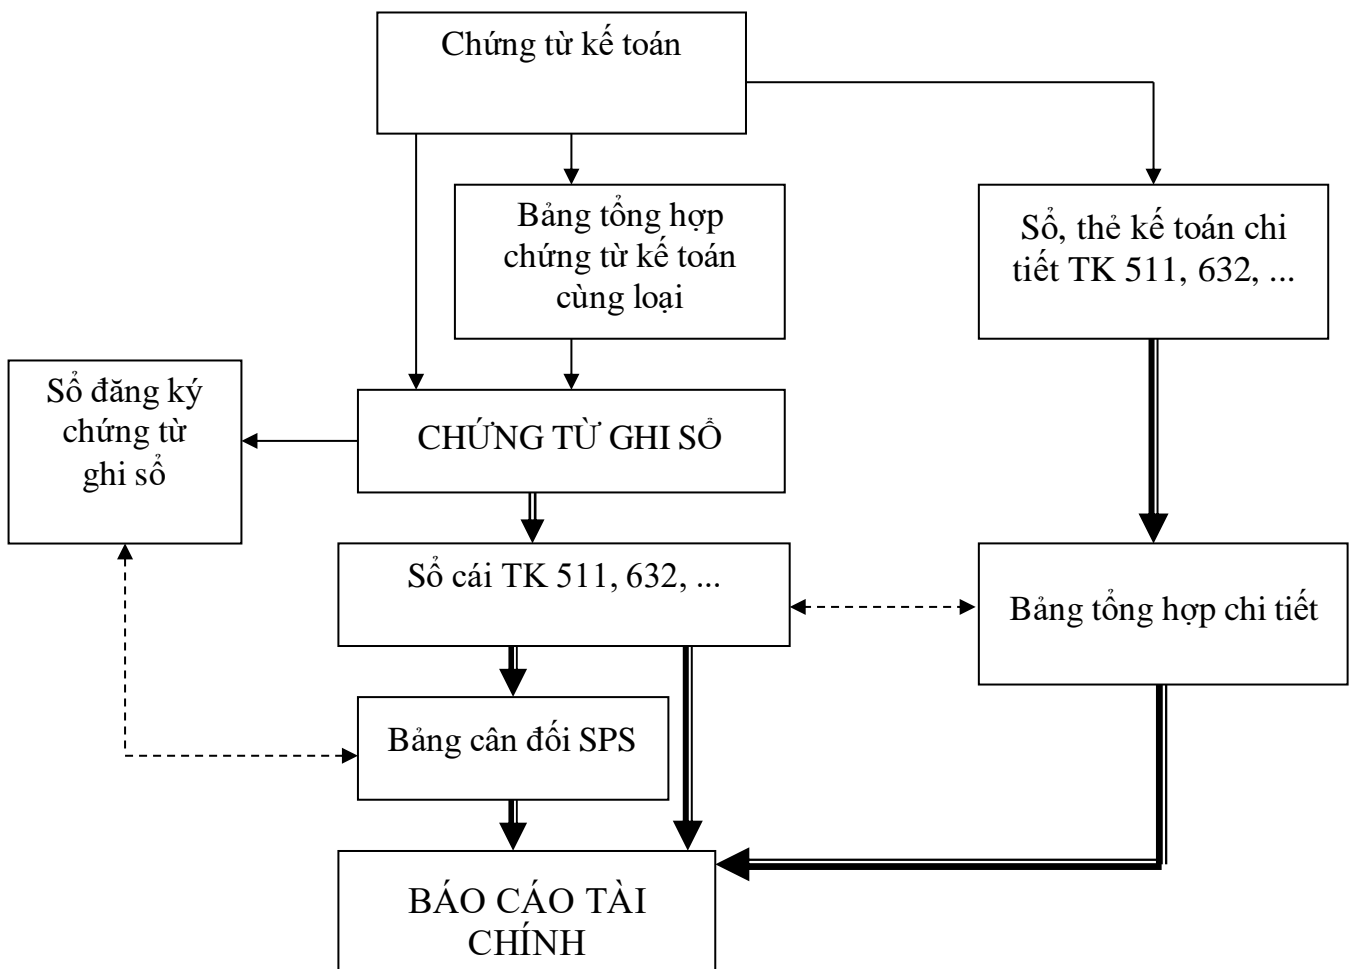 Chứng từ kế toán
Bảng tổng hợp
chứng từ kế toán
cùng loại
Sổ, thẻ kế toán chi
tiết TK 511, 632, ...
Sổ đăng ký
chứng từ
ghi sổ
CHỨNG TỪ GHI SỔ
Sổ cái TK 511, 632, ...
Bảng tổng hợp chi tiết
Bảng cân đối SPS
BÁO CÁO TÀI
CHÍNH